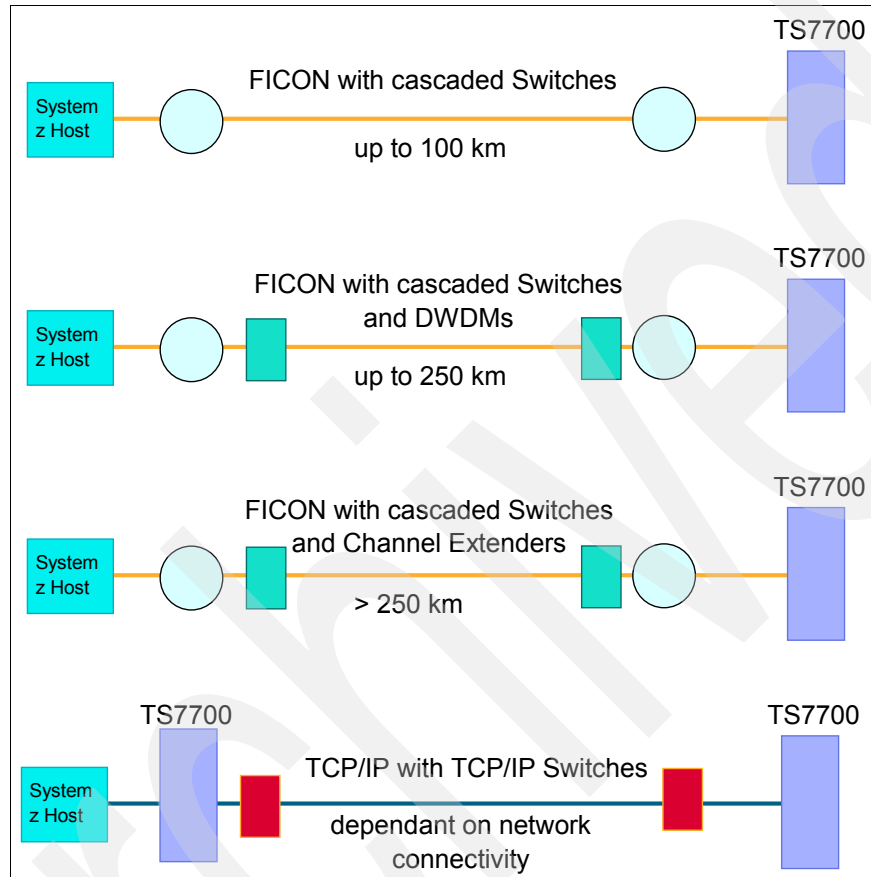 TS7700
System
z Host
FICON with cascaded Switches
up to 100 km
TS7700
System
z Host
FICON with cascaded Switches
and DWDMs
up to 250 km
TS7700
System
z Host
FICON with cascaded Switches
and Channel Extenders
> 250 km
TS7700
TS7700
System
z Host
TCP/IP with TCP/IP Switches
dependant on network
connectivity